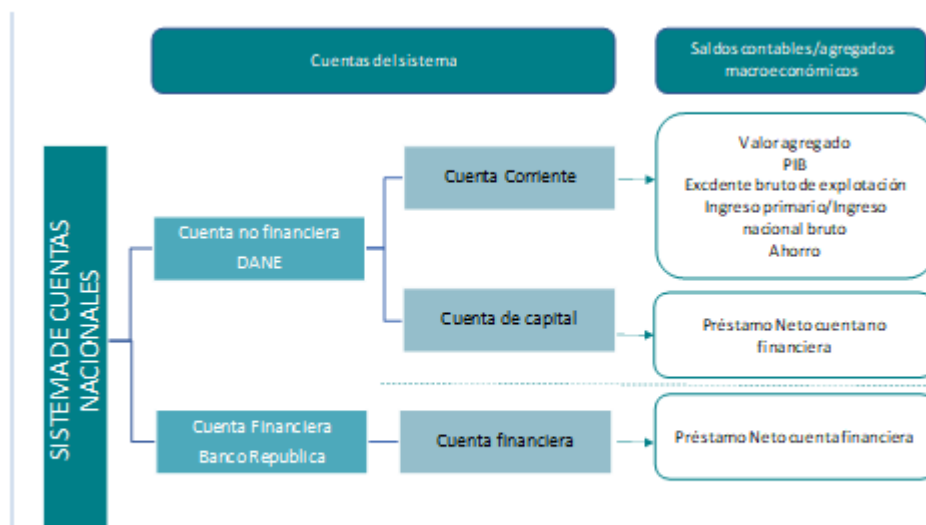 Cuentas del sistema
Saldos contables/agregados
macroeconómicos
SISTEMA DE CUENTAS
NACIONALES
Cuenta no financiera
DANE
Cuenta Corriente
Valor agregado
PIB
Excdente bruto de explotación
Ingreso primario/Ingreso
nacional bruto
Ahorro
Cuenta de capital
Préstamo Neto cuenta no
financiera
Cuenta Financiera
Banco Republica
Cuenta financiera
Préstamo Neto cuenta financiera